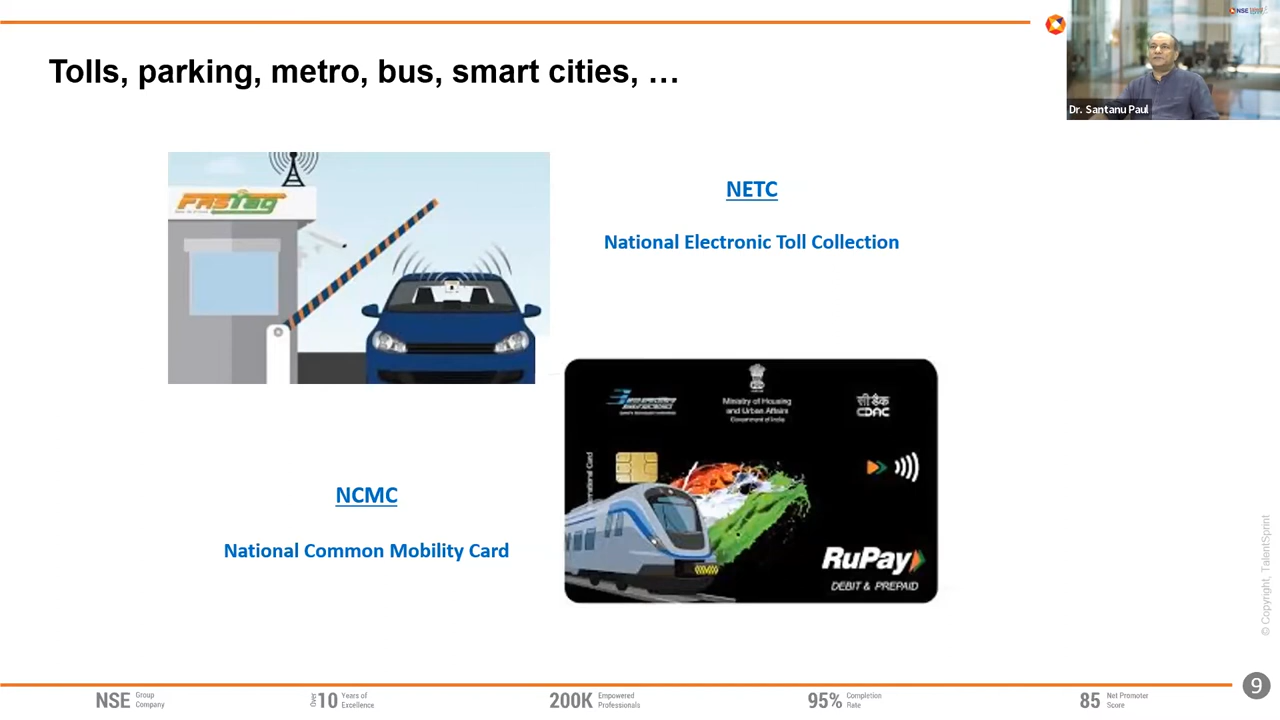 Tolls, parking, metro, bus, smart cities, …
NSE
Dr. Santanu Paul
FASTag
NETC
National Electronic Toll Collection
Ministry of Housing
and Urban Affairs
Government of India
सी डैक
CDAC
NCMC
National Common Mobility Card
RuPay
DEBIT & PREPAID
© Copyright, TalentSprint
NSE Group
Company
Over 10 Years of
Excellence
200K Empowered
Professionals
95% Completion
Rate
85 Net Promoter
Score
9